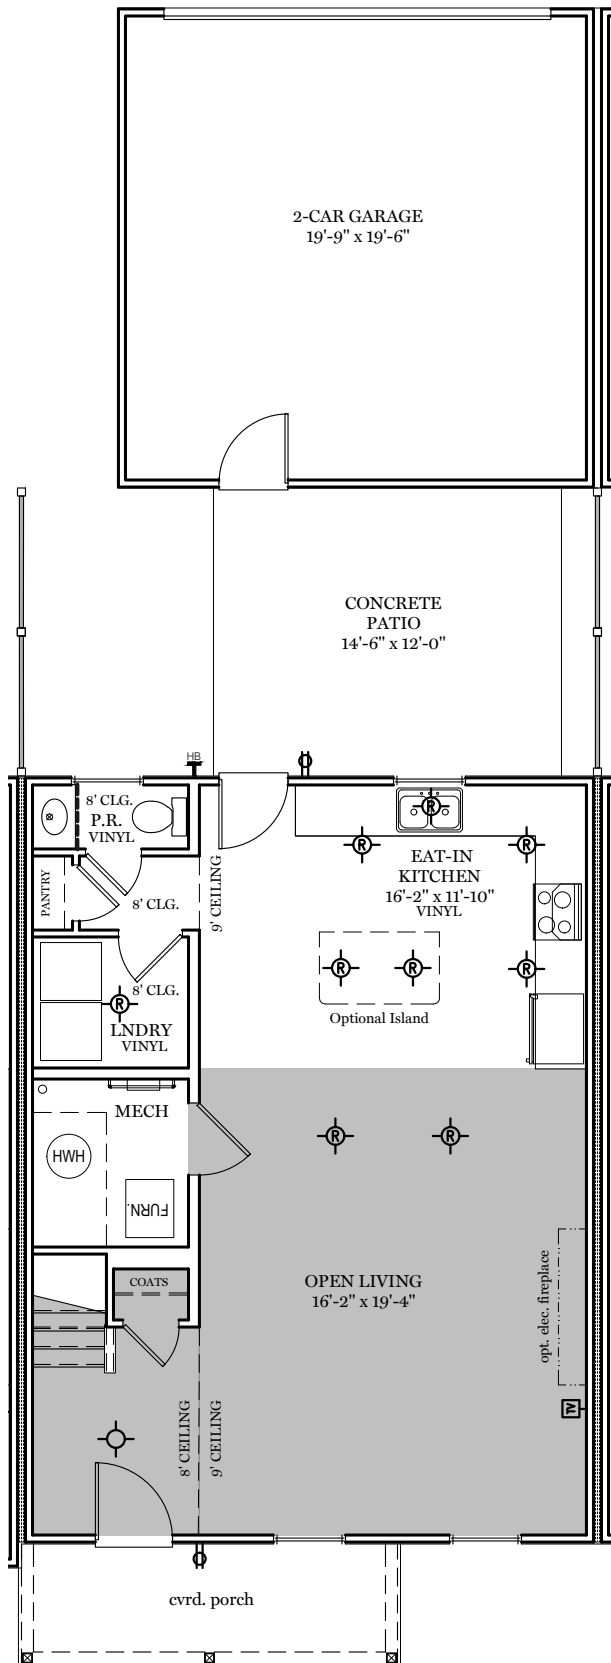 2-CAR GARAGE
19'-9" x 19'-6"
CONCRETE
PATIO
14'-6" x 12'-0"
HB
8' CLG.
P.R.
VINYL
R
R
R
EAT-IN
KITCHEN
16'-2" x 11'-10"
VINYL
PANTRY
8' CLG.
9' CEILING
R
R
R
Optional Island
8' CLG.
R
LNDRY
VINYL
MECH
R
R
HWH
FURN.
COATS
OPEN LIVING
16'-2" x 19'-4"
opt. elec. fireplace
TV
8' CEILING
9' CEILING
cvrd. porch